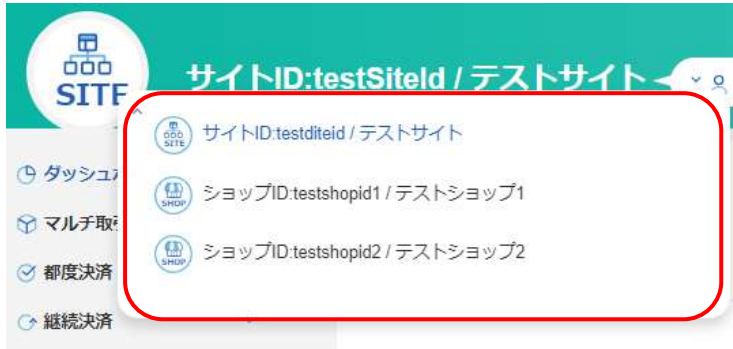 SITE
サイトID:testSiteId / テストサイト
SITE
サイトID:testditeid / テストサイト
ダッシュ
SHOP
ショップID:testshopid1 / テストショップ1
マルチ取
SHOP
ショップID:testshopid2 / テストショップ2
都度決済
継続決済